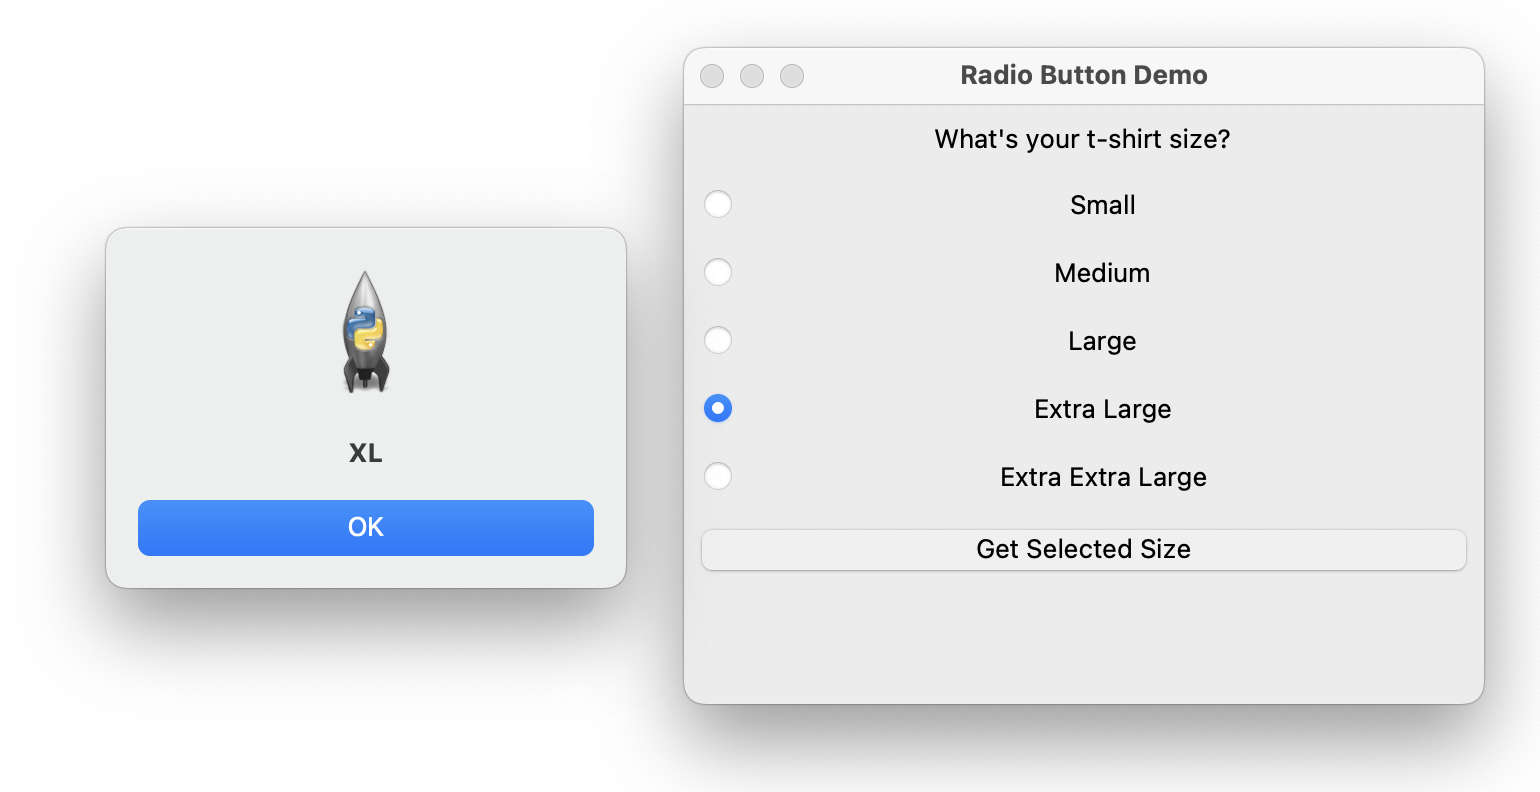 XL
OK
Radio Button Demo
What's your t-shirt size?
Small
Medium
Large
Extra Large
Extra Extra Large
Get Selected Size